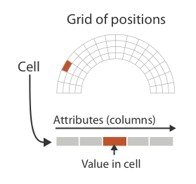 Grid of positions
Cell
Attributes (columns)
Value in cell